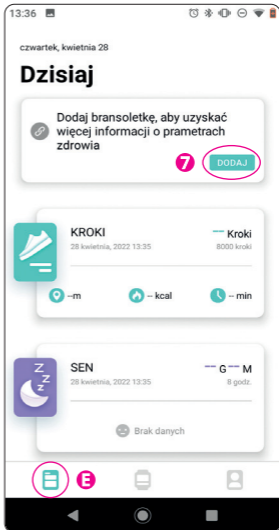 13:36
czwartek, kwietnia 28
Dzisiaj
Dodaj bransoletkę, aby uzyskać
więcej informacji o prametrach
zdrowia
7 DODAJ
KROKI -- Kroki
28 kwietnia, 2022 13:35 8000 kroki
--m -- kcal -- min
Z Z Z
SEN -- G -- M
28 kwietnia, 2022 13:35 8 godz.
Brak danych
E